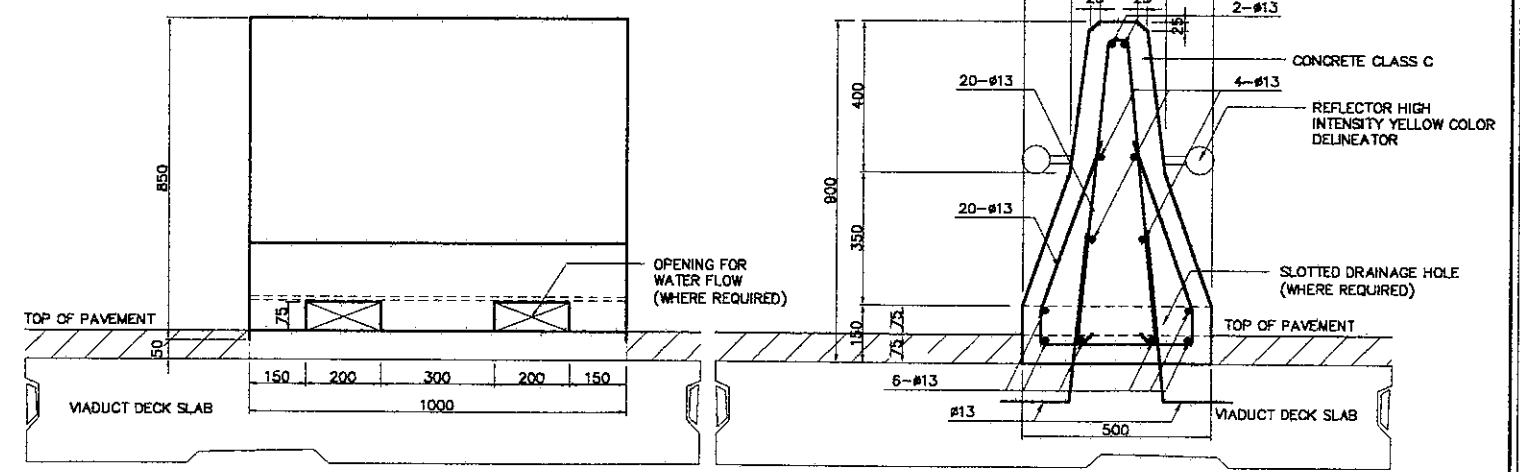 850
50
75
TOP OF PAVEMENT
OPENING FOR
WATER FLOW
(WHERE REQUIRED)
150 200 300 200 150
1000
VIADUCT DECK SLAB
25
2-ø13
25
CONCRETE CLASS C
20-ø13
4-ø13
REFLECTOR HIGH
INTENSITY YELLOW COLOR
DELINEATOR
400
900
350
150
75 75
20-ø13
SLOTTED DRAINAGE HOLE
(WHERE REQUIRED)
TOP OF PAVEMENT
6-ø13
ø13
VIADUCT DECK SLAB
500